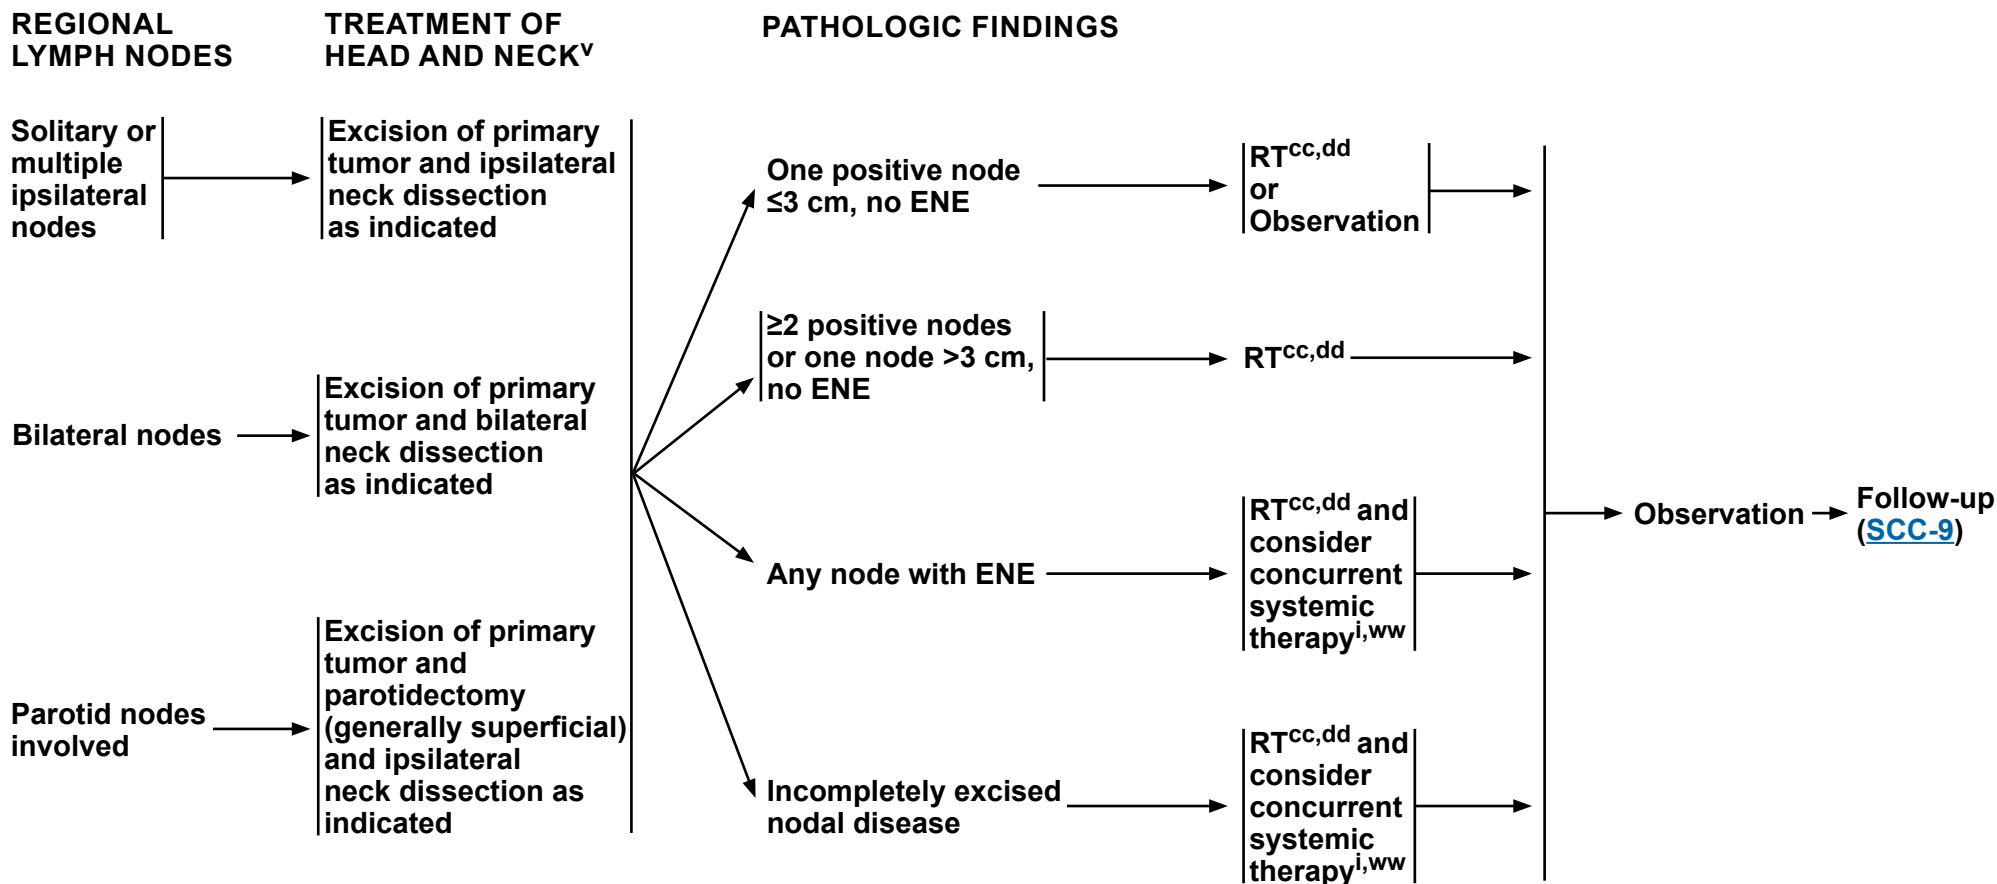 REGIONAL
LYMPH NODES
TREATMENT OF
HEAD AND NECKv
PATHOLOGIC FINDINGS
Solitary or
multiple
ipsilateral
nodes
Excision of primary
tumor and ipsilateral
neck dissection
as indicated
Bilateral nodes
Excision of primary
tumor and bilateral
neck dissection
as indicated
Parotid nodes
involved
Excision of primary
tumor and
parotidectomy
(generally superficial)
and ipsilateral
neck dissection as
indicated
One positive node
≤3 cm, no ENE
RTcc,dd
or
Observation
≥2 positive nodes
or one node >3 cm,
no ENE
RTcc,dd
Any node with ENE
RTcc,dd and
consider
concurrent
systemic
therapyi,ww
Incompletely excised
nodal disease
RTcc,dd and
consider
concurrent
systemic
therapyi,ww
Observation
Follow-up
(SCC-9)